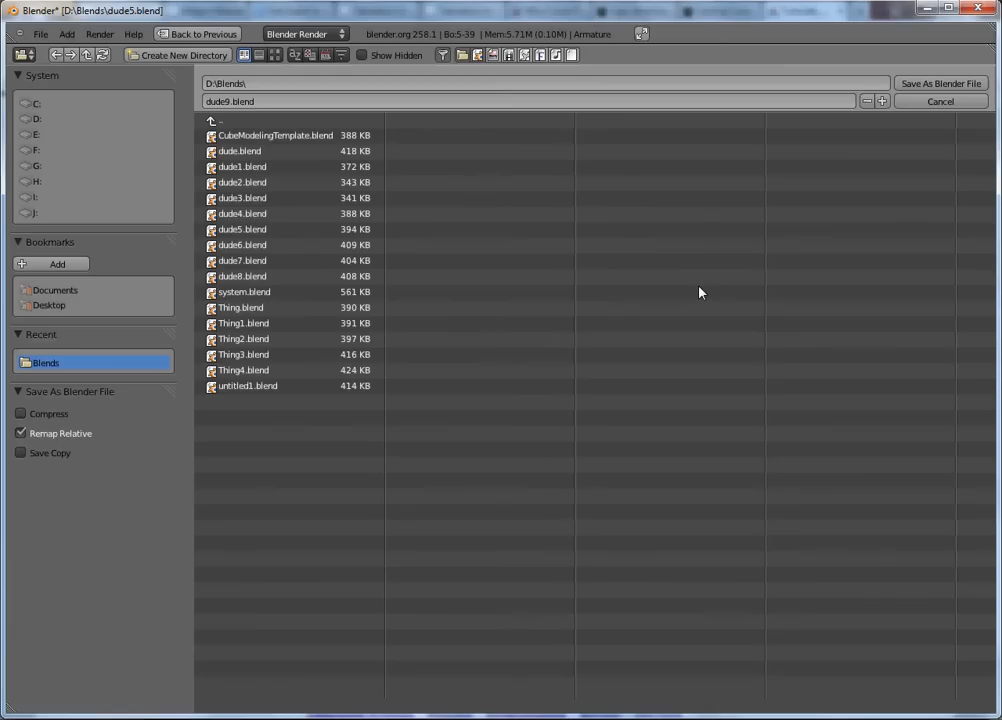 Blender* [D:\Blends\dude5.blend]
File Add Render Help Back to Previous Blender Render blender.org 258.1 | Bo:5-39 | Mem:5.71M (0.10M) | Armature
Create New Directory Show Hidden
System
D:\Blends\ Save As Blender File
dude9.blend Cancel
C:
D:
E:
F:
G:
H:
I:
J:
..
CubeModelingTemplate.blend 388 KB
dude.blend 418 KB
dude1.blend 372 KB
dude2.blend 343 KB
dude3.blend 341 KB
dude4.blend 388 KB
dude5.blend 394 KB
dude6.blend 409 KB
dude7.blend 404 KB
dude8.blend 408 KB
system.blend 561 KB
Thing.blend 390 KB
Thing1.blend 391 KB
Thing2.blend 397 KB
Thing3.blend 416 KB
Thing4.blend 424 KB
untitled1.blend 414 KB
Bookmarks
Add
Documents
Desktop
Recent
Blends
Save As Blender File
Compress
Remap Relative
Save Copy